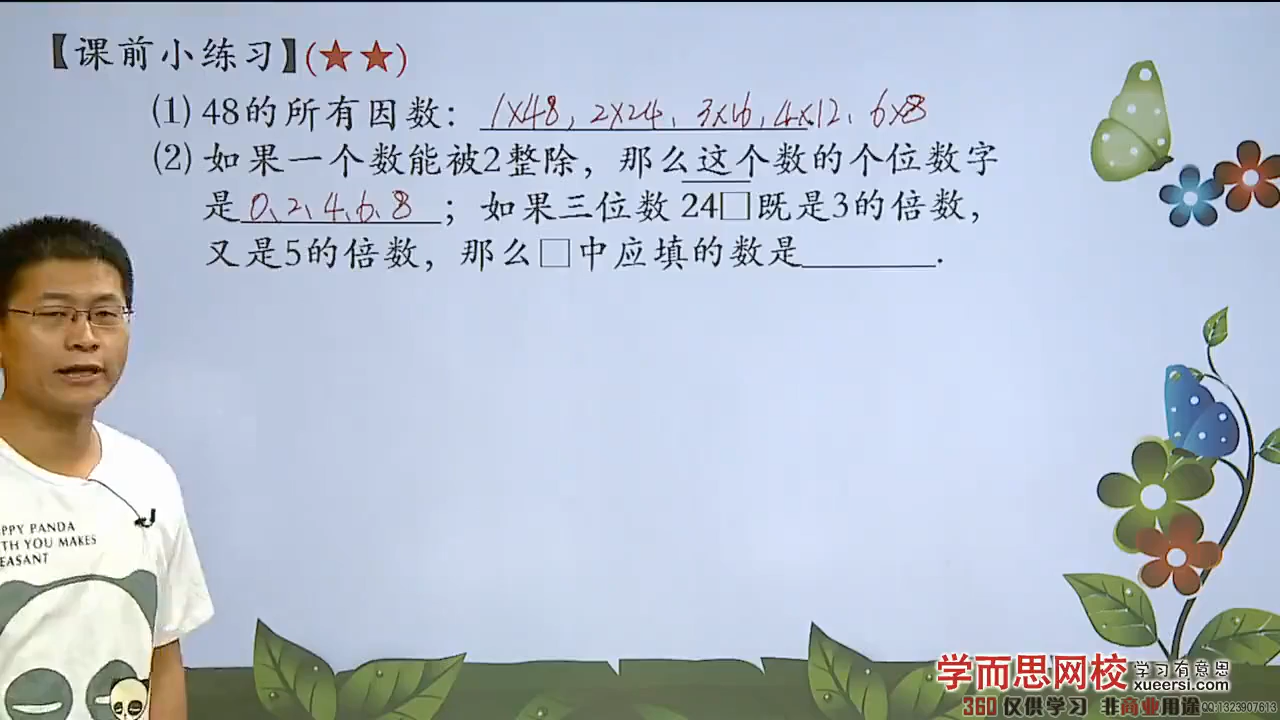 【课前小练习】(★★)
(1) 48的所有因数： 1×48, 2×24, 3×16, 4×12, 6×8
(2) 如果一个数能被2整除，那么这个数的个位数字
是0、2、4、6、8；如果三位数 24□既是3的倍数，
又是5的倍数，那么□中应填的数是________.
PPY PANDA
TH YOU MAKES
EASANT
学而思网校 学习有意思
xueersi.com
360 仅供学习 非商业用途 QQ:1323907613